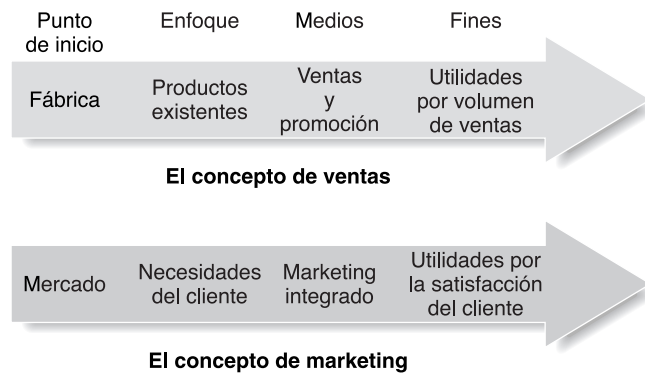 Punto
de inicio
Enfoque
Medios
Fines
Fábrica
Productos
existentes
Ventas
y
promoción
Utilidades
por volumen
de ventas
El concepto de ventas
Mercado
Necesidades
del cliente
Marketing
integrado
Utilidades por
la satisfacción
del cliente
El concepto de marketing